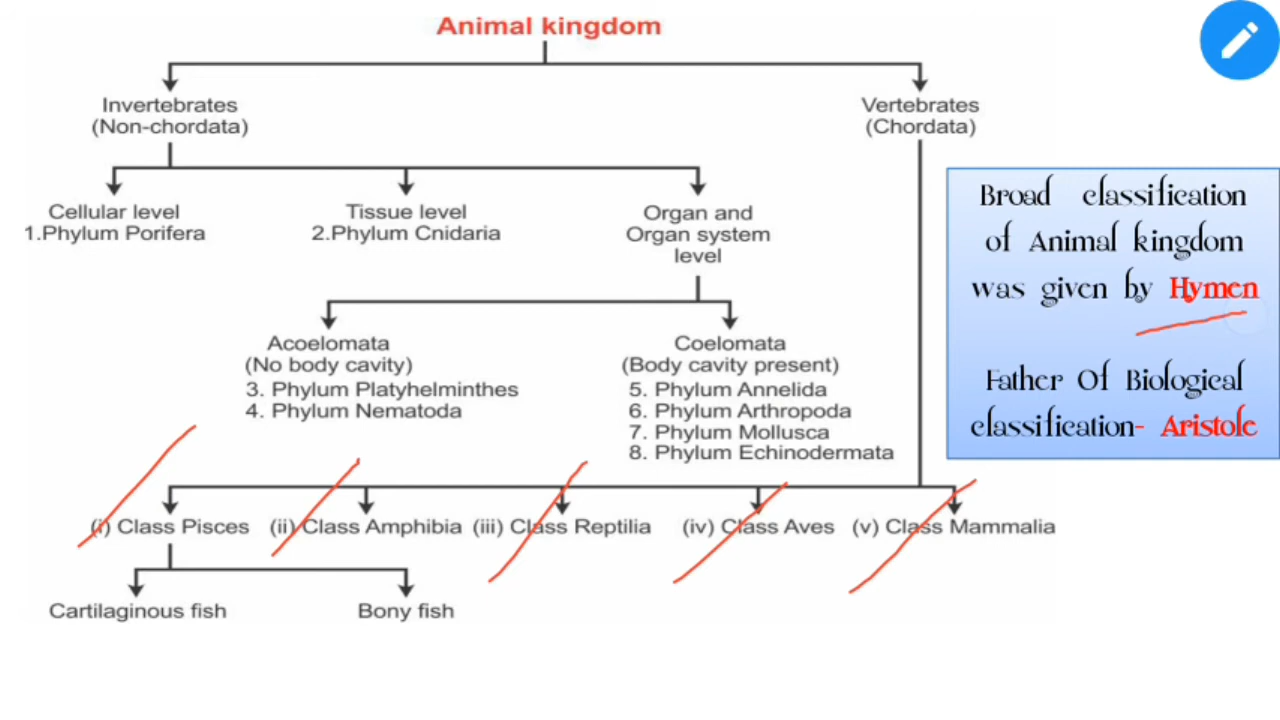 Animal kingdom
Invertebrates
(Non-chordata)
Vertebrates
(Chordata)
Cellular level
1.Phylum Porifera
Tissue level
2.Phylum Cnidaria
Organ and
Organ system
level
Acoelomata
(No body cavity)
3. Phylum Platyhelminthes
4. Phylum Nematoda
Coelomata
(Body cavity present)
5. Phylum Annelida
6. Phylum Arthropoda
7. Phylum Mollusca
8. Phylum Echinodermata
(i) Class Pisces
(ii) Class Amphibia
(iii) Class Reptilia
(iv) Class Aves
(v) Class Mammalia
Cartilaginous fish
Bony fish
Broad classification
of Animal kingdom
was given by Hymen
Father Of Biological
classification- Aristole